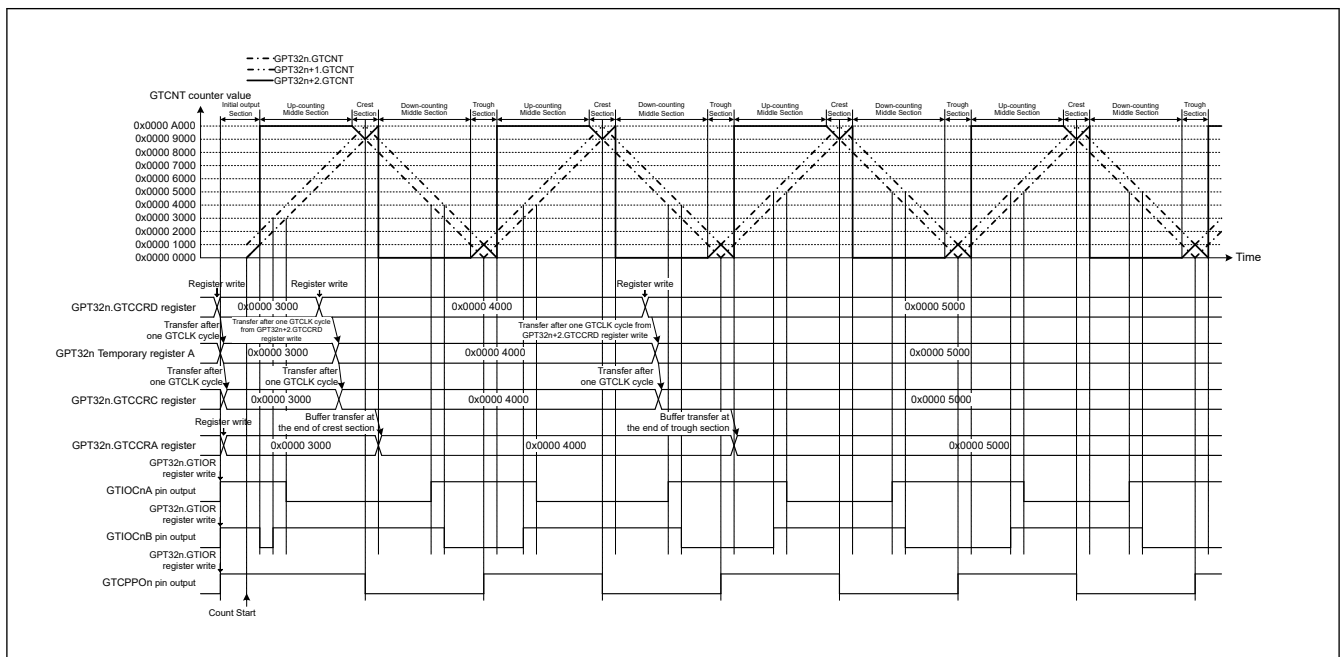 GPT32n.GTCNT
GPT32n+1.GTCNT
GPT32n+2.GTCNT
GTCNT counter value
Initial output
Section
Up-counting
Middle Section
Crest
Section
Down-counting
Middle Section
Trough
Section
Up-counting
Middle Section
Crest
Section
Down-counting
Middle Section
Trough
Section
Up-counting
Middle Section
Crest
Section
Down-counting
Middle Section
Trough
Section
Up-counting
Middle Section
Crest
Section
Down-counting
Middle Section
Trough
Section
0x0000 A000
0x0000 9000
0x0000 8000
0x0000 7000
0x0000 6000
0x0000 5000
0x0000 4000
0x0000 3000
0x0000 2000
0x0000 1000
0x0000 0000
Time
Register write
Register write
Register write
GPT32n.GTCCRD register
0x0000 3000
0x0000 4000
0x0000 5000
Transfer after
one GTCLK cycle
Transfer after one GTCLK cycle
from GPT32n+2.GTCCRD
register write
Transfer after one GTCLK cycle from
GPT32n+2.GTCCRD register write
GPT32n Temporary register A
0x0000 3000
0x0000 4000
0x0000 5000
Transfer after
one GTCLK cycle
Transfer after
one GTCLK cycle
Transfer after
one GTCLK cycle
GPT32n.GTCCRC register
0x0000 3000
0x0000 4000
0x0000 5000
Register write
Buffer transfer at
the end of crest section
Buffer transfer at
the end of trough section
GPT32n.GTCCRA register
0x0000 3000
0x0000 4000
0x0000 5000
GPT32n.GTIOR
register write
GTIOCnA pin output
GPT32n.GTIOR
register write
GTIOCnB pin output
GPT32n.GTIOR
register write
GTCPPOn pin output
Count Start